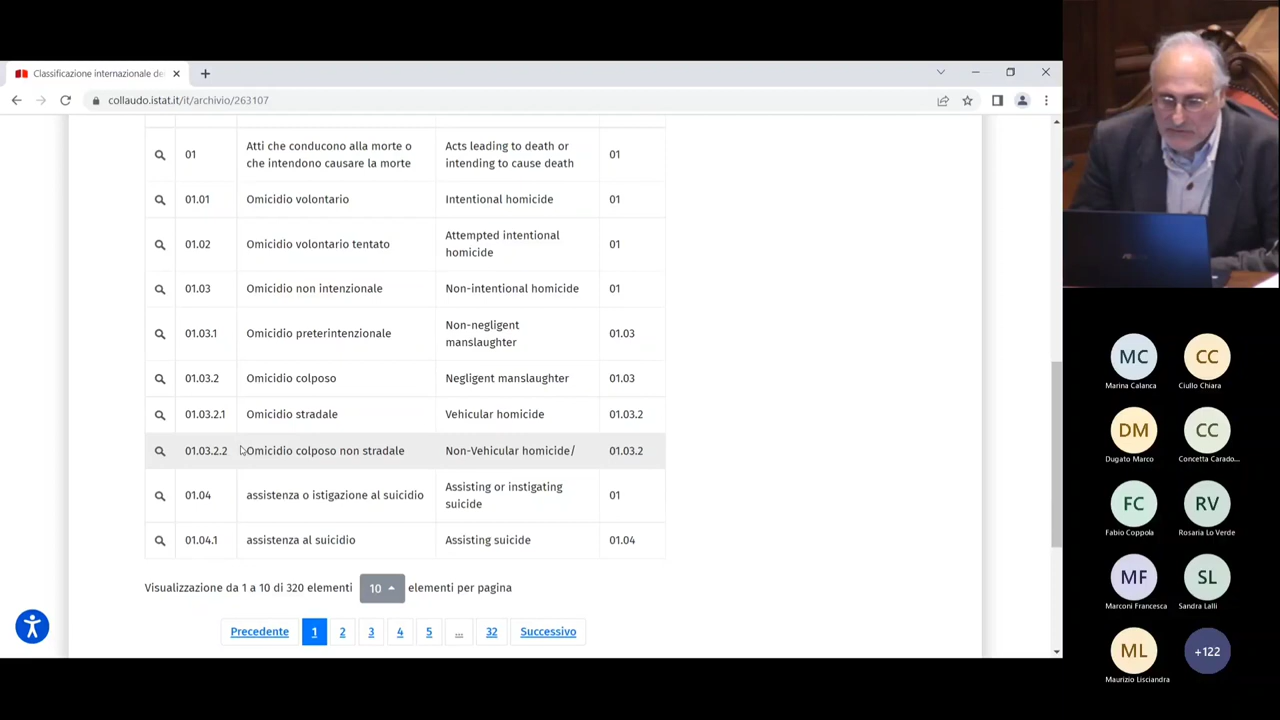 Classificazione internazionale de
collaudo.istat.it/it/archivio/263107
01 Atti che conducono alla morte o che intendono causare la morte Acts leading to death or intending to cause death 01
01.01 Omicidio volontario Intentional homicide 01
01.02 Omicidio volontario tentato Attempted intentional homicide 01
01.03 Omicidio non intenzionale Non-intentional homicide 01
01.03.1 Omicidio preterintenzionale Non-negligent manslaughter 01.03
01.03.2 Omicidio colposo Negligent manslaughter 01.03
01.03.2.1 Omicidio stradale Vehicular homicide 01.03.2
01.03.2.2 Omicidio colposo non stradale Non-Vehicular homicide/ 01.03.2
01.04 assistenza o istigazione al suicidio Assisting or instigating suicide 01
01.04.1 assistenza al suicidio Assisting suicide 01.04
Visualizzazione da 1 a 10 di 320 elementi 10 elementi per pagina
Precedente 1 2 3 4 5 ... 32 Successivo
MC CC
Marina Calanca Ciullo Chiara
DM CC
Dugato Marco Concetta Carado...
FC RV
Fabio Coppola Rosaria Lo Verde
MF SL
Marconi Francesca Sandra Lalli
ML +122
Maurizio Lisciandra